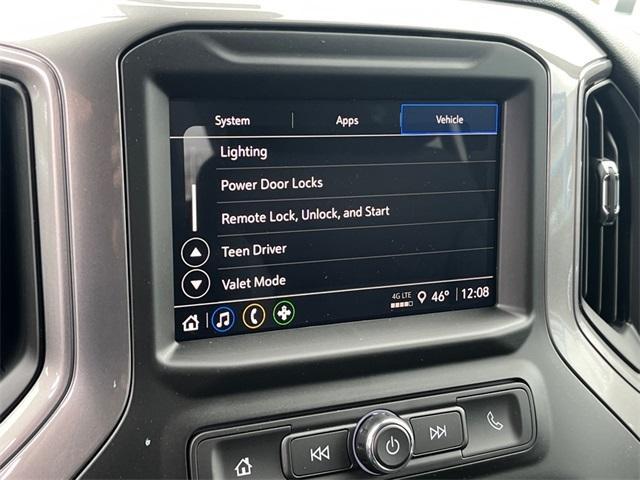 System Apps Vehicle
Lighting
Power Door Locks
Remote Lock, Unlock, and Start
Teen Driver
Valet Mode
4G LTE 46° 12:08